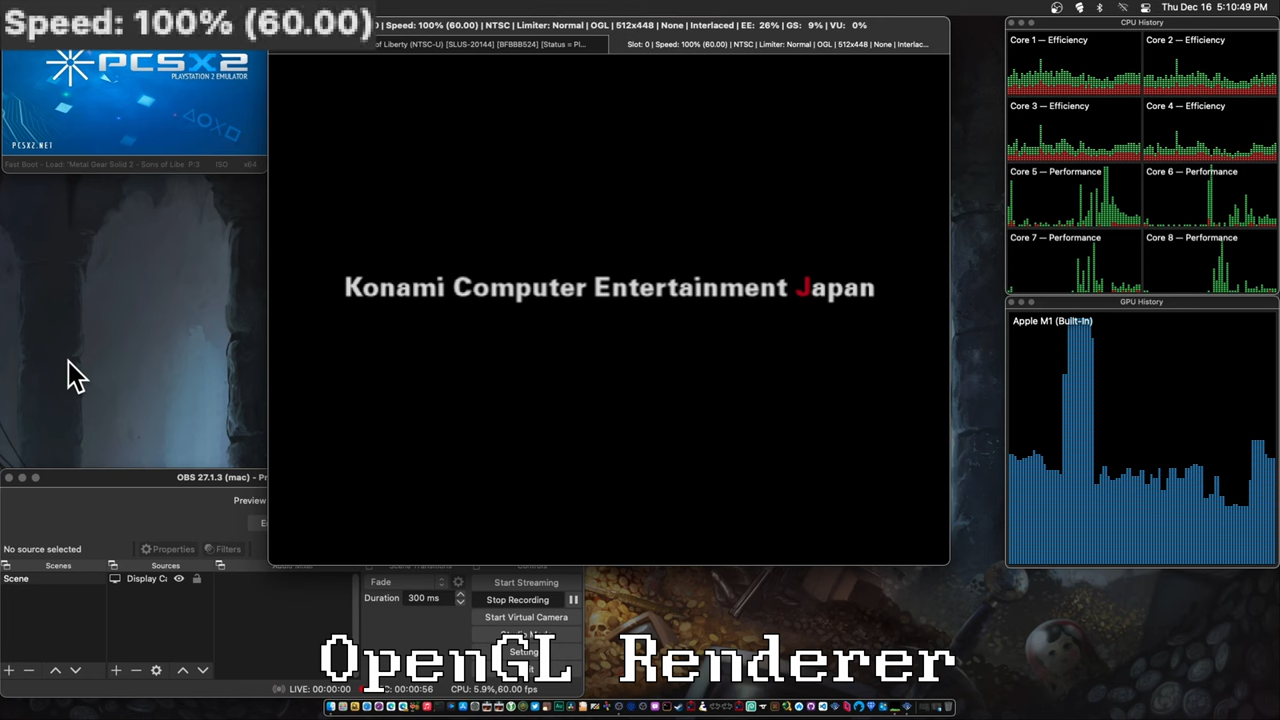 Speed: 100% (60.00)
| Speed: 100% (60.00) | NTSC | Limiter: Normal | OGL | 512x448 | None | Interlaced | EE: 26% | GS: 9% | VU: 0%
Thu Dec 16 5:10:49 PM
of Liberty (NTSC-U) [SLUS-20144] [BFBBB524] [Status = Pl...
Slot: 0 | Speed: 100% (60.00) | NTSC | Limiter: Normal | OGL | 512x448 | None | Interlac...
PCSX2
PLAYSTATION 2 EMULATOR
PCSX2.NET
Fast Boot - Load: 'Metal Gear Solid 2 - Sons of Libe P:3 ISO x64
CPU History
Core 1 — Efficiency
Core 2 — Efficiency
Core 3 — Efficiency
Core 4 — Efficiency
Core 5 — Performance
Core 6 — Performance
Core 7 — Performance
Core 8 — Performance
GPU History
Apple M1 (Built-In)
Konami Computer Entertainment Japan
OBS 27.1.3 (mac) - Pr
Preview
No source selected
Properties
Filters
Scenes
Sources
Scene
Display Ca
Fade
Duration 300 ms
Start Streaming
Stop Recording
Start Virtual Camera
OpenGL Renderer
LIVE: 00:00:00
C: 00:00:56
CPU: 5.9%,60.00 fps